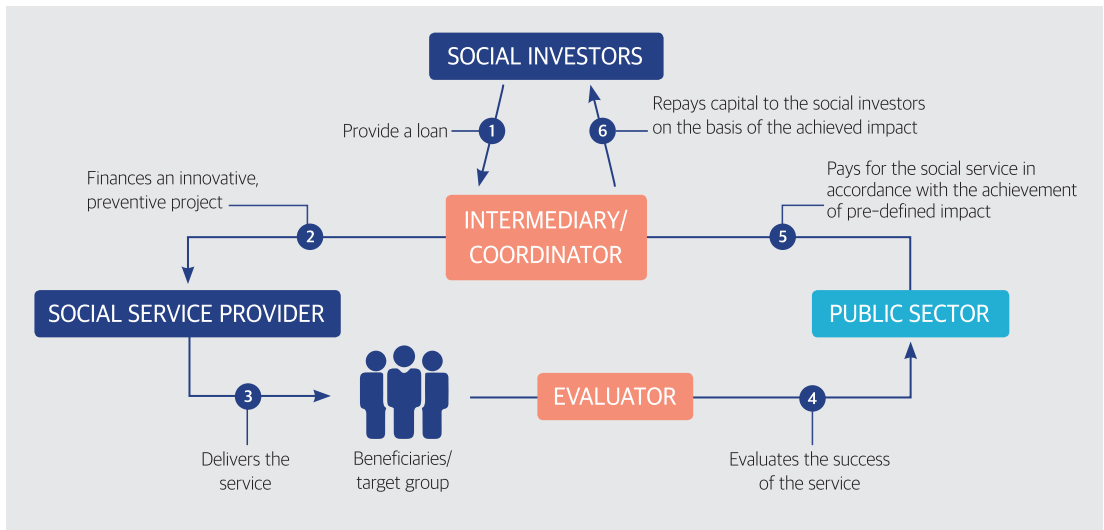 SOCIAL INVESTORS
Provide a loan
1
6
Repays capital to the social investors
on the basis of the achieved impact
Finances an innovative,
preventive project
2
INTERMEDIARY/
COORDINATOR
5
Pays for the social service in
accordance with the achievement
of pre-defined impact
SOCIAL SERVICE PROVIDER
PUBLIC SECTOR
3
Delivers the
service
Beneficiaries/
target group
EVALUATOR
4
Evaluates the success
of the service